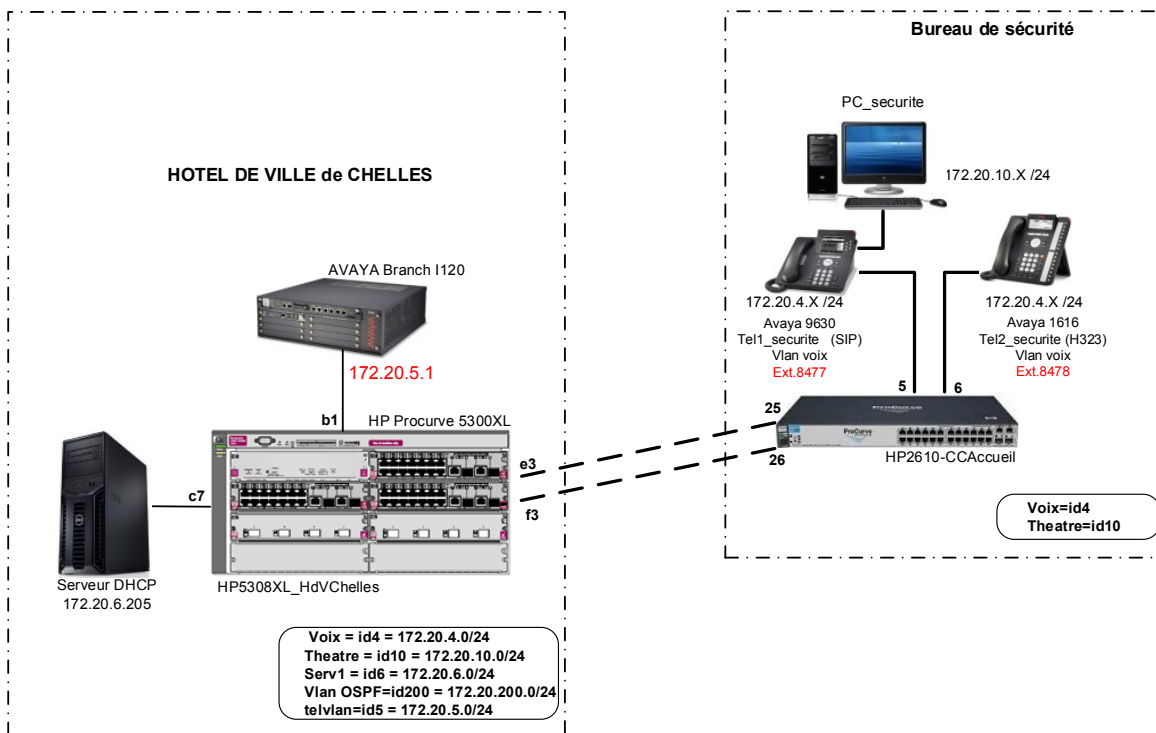 HOTEL DE VILLE de CHELLES
AVAYA Branch I120
AVAYA
172.20.5.1
b1
HP Procurve 5300XL
e3
f3
c7
Serveur DHCP
172.20.6.205
HP5308XL_HdVChelles
Voix = id4 = 172.20.4.0/24
Theatre = id10 = 172.20.10.0/24
Serv1 = id6 = 172.20.6.0/24
Vlan OSPF=id200 = 172.20.200.0/24
telvlan=id5 = 172.20.5.0/24
Bureau de sécurité
PC_securite
172.20.10.X /24
172.20.4.X /24
Avaya 9630
Tel1_securite (SIP)
Vlan voix
Ext.8477
172.20.4.X /24
Avaya 1616
Tel2_securite (H323)
Vlan voix
Ext.8478
5
6
25
26
ProCurve
HP2610-CCAccueil
Voix=id4
Theatre=id10